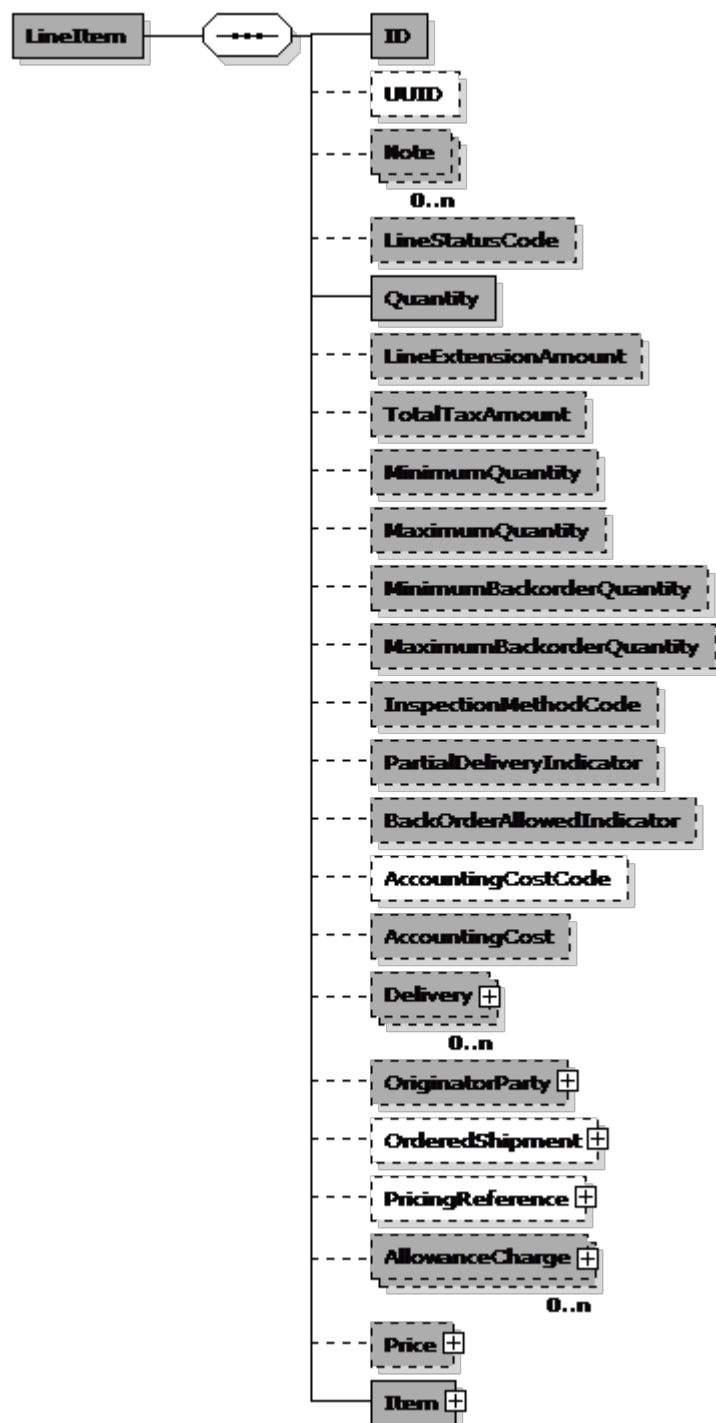 LineItem
ID
UUID
Note
0..n
LineStatusCode
Quantity
LineExtensionAmount
TotalTaxAmount
MinimumQuantity
MaximumQuantity
MinimumBackorderQuantity
MaximumBackorderQuantity
InspectionMethodCode
PartialDeliveryIndicator
BackOrderAllowedIndicator
AccountingCostCode
AccountingCost
Delivery
0..n
OriginatorParty
OrderedShipment
PricingReference
AllowanceCharge
0..n
Price
Item